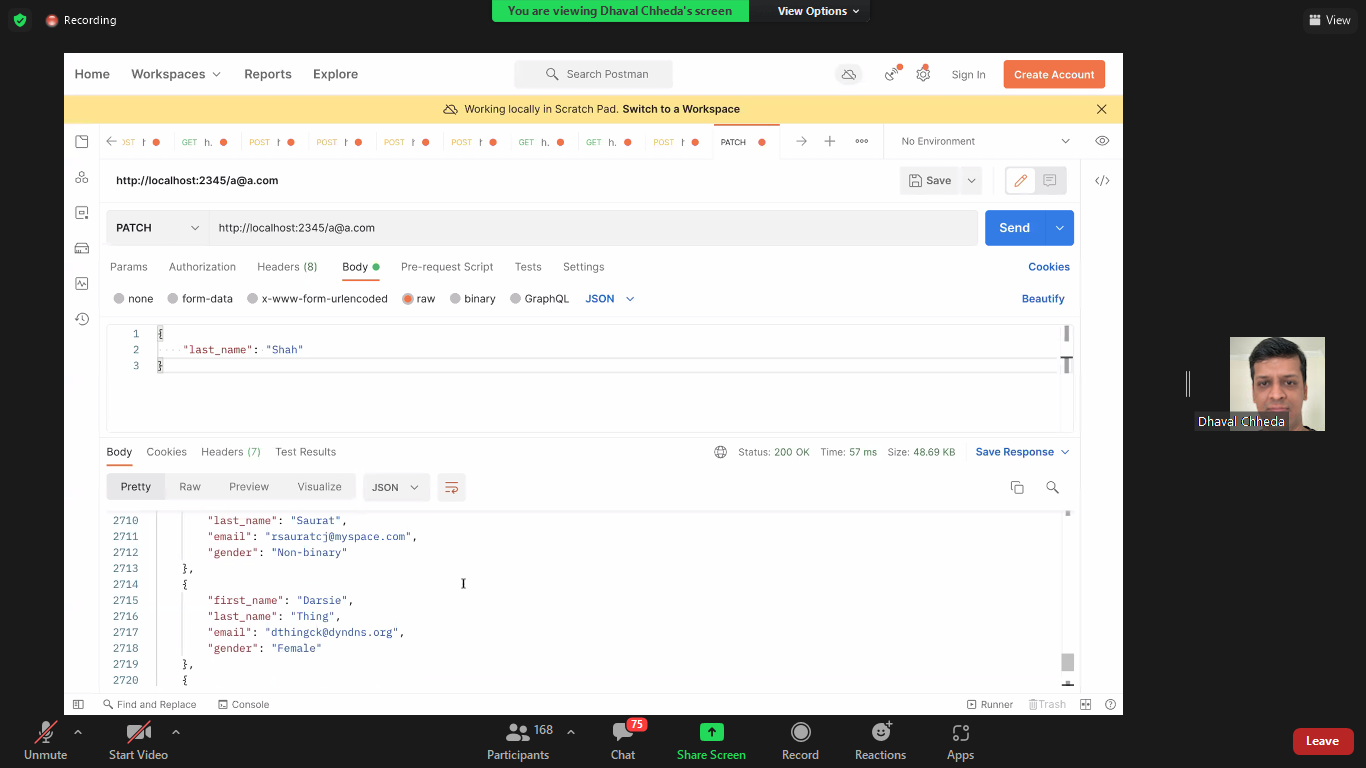 You are viewing Dhaval Chheda's screen
View Options
Recording
View
Home Workspaces Reports Explore
Search Postman
Sign In
Create Account
Working locally in Scratch Pad. Switch to a Workspace
OST h
GET h.
POST h
POST h
POST h
POST h
GET h.
GET h.
POST h
PATCH
No Environment
http://localhost:2345/a@a.com
Save
PATCH
http://localhost:2345/a@a.com
Send
Params Authorization Headers (8) Body Pre-request Script Tests Settings
Cookies
none form-data x-www-form-urlencoded raw binary GraphQL JSON
Beautify
1 {
2 "last_name": "Shah"
3 }
Body Cookies Headers (7) Test Results
Status: 200 OK Time: 57 ms Size: 48.69 KB Save Response
Pretty Raw Preview Visualize JSON
2710 "last_name": "Saurat",
2711 "email": "rsauratcj@myspace.com",
2712 "gender": "Non-binary"
2713 },
2714 {
2715 "first_name": "Darsie",
2716 "last_name": "Thing",
2717 "email": "dthingck@dyndns.org",
2718 "gender": "Female"
2719 },
2720 {
Find and Replace Console
Runner Trash
Dhaval Chheda
Unmute
Start Video
168
Participants
75
Chat
Share Screen
Record
Reactions
Apps
Leave